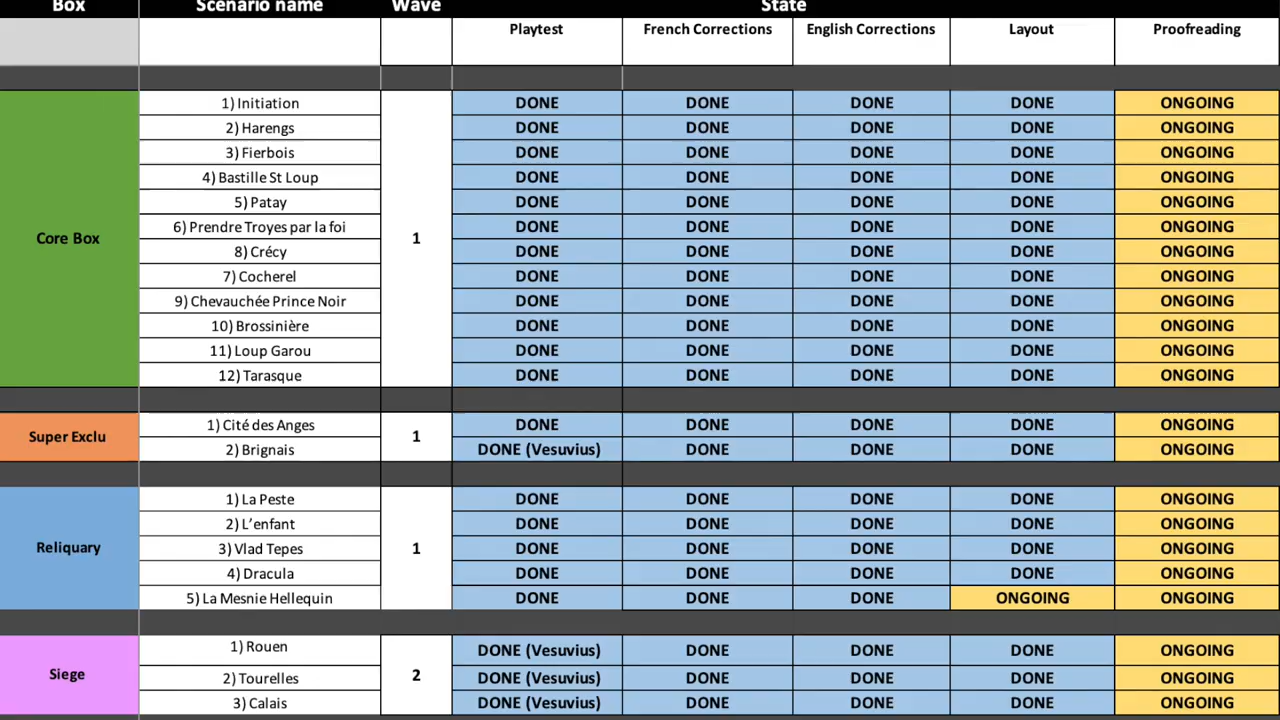 Box Scenario name Wave State
Playtest French Corrections English Corrections Layout Proofreading
1) Initiation DONE DONE DONE DONE ONGOING
2) Harengs DONE DONE DONE DONE ONGOING
3) Fierbois DONE DONE DONE DONE ONGOING
4) Bastille St Loup DONE DONE DONE DONE ONGOING
5) Patay DONE DONE DONE DONE ONGOING
6) Prendre Troyes par la foi DONE DONE DONE DONE ONGOING
Core Box 1
8) Crécy DONE DONE DONE DONE ONGOING
7) Cocherel DONE DONE DONE DONE ONGOING
9) Chevauchée Prince Noir DONE DONE DONE DONE ONGOING
10) Brossinière DONE DONE DONE DONE ONGOING
11) Loup Garou DONE DONE DONE DONE ONGOING
12) Tarasque DONE DONE DONE DONE ONGOING
1) Cité des Anges DONE DONE DONE DONE ONGOING
Super Exclu 1
2) Brignais DONE (Vesuvius) DONE DONE DONE ONGOING
1) La Peste DONE DONE DONE DONE ONGOING
2) L’enfant DONE DONE DONE DONE ONGOING
Reliquary 3) Vlad Tepes 1 DONE DONE DONE DONE ONGOING
4) Dracula DONE DONE DONE DONE ONGOING
5) La Mesnie Hellequin DONE DONE DONE ONGOING ONGOING
1) Rouen DONE (Vesuvius) DONE DONE DONE ONGOING
Siege 2) Tourelles 2 DONE (Vesuvius) DONE DONE DONE ONGOING
3) Calais DONE (Vesuvius) DONE DONE DONE ONGOING